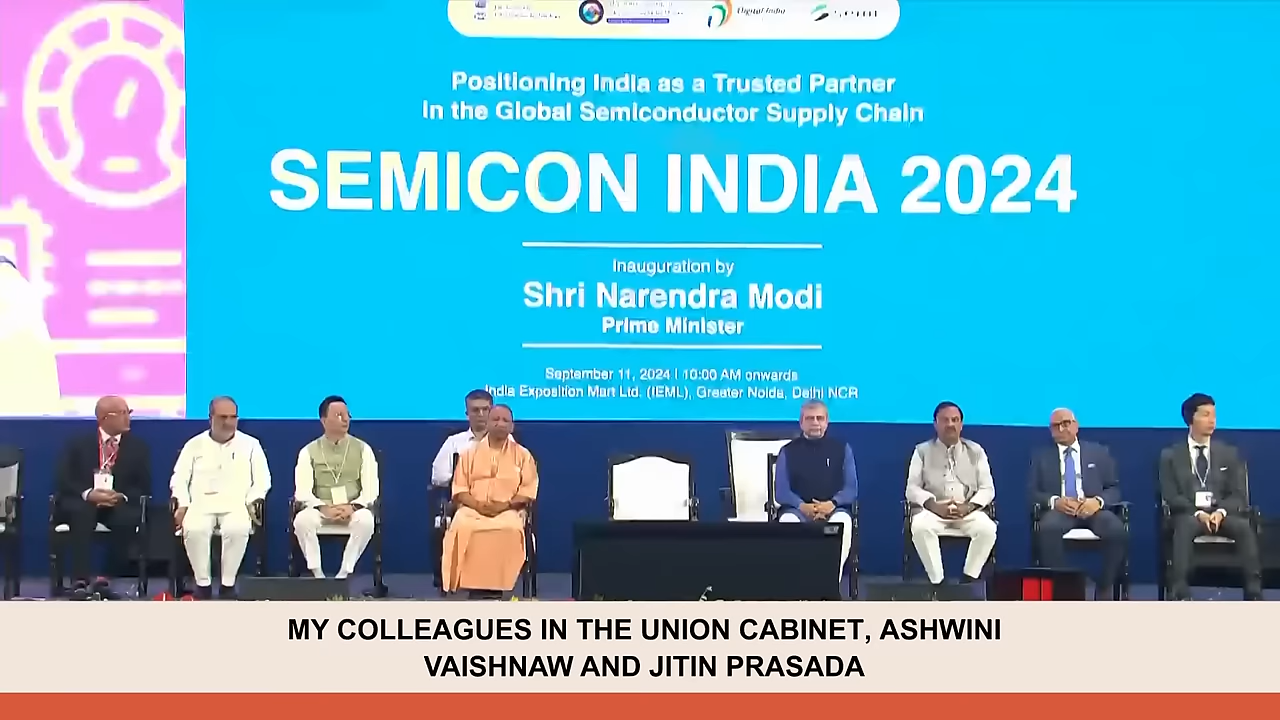 Digital India
semi
Positioning India as a Trusted Partner
in the Global Semiconductor Supply Chain
SEMICON INDIA 2024
Inauguration by
Shri Narendra Modi
Prime Minister
September 11, 2024 | 10:00 AM onwards
India Exposition Mart Ltd. (IEML), Greater Noida, Delhi NCR
MY COLLEAGUES IN THE UNION CABINET, ASHWINI
VAISHNAW AND JITIN PRASADA